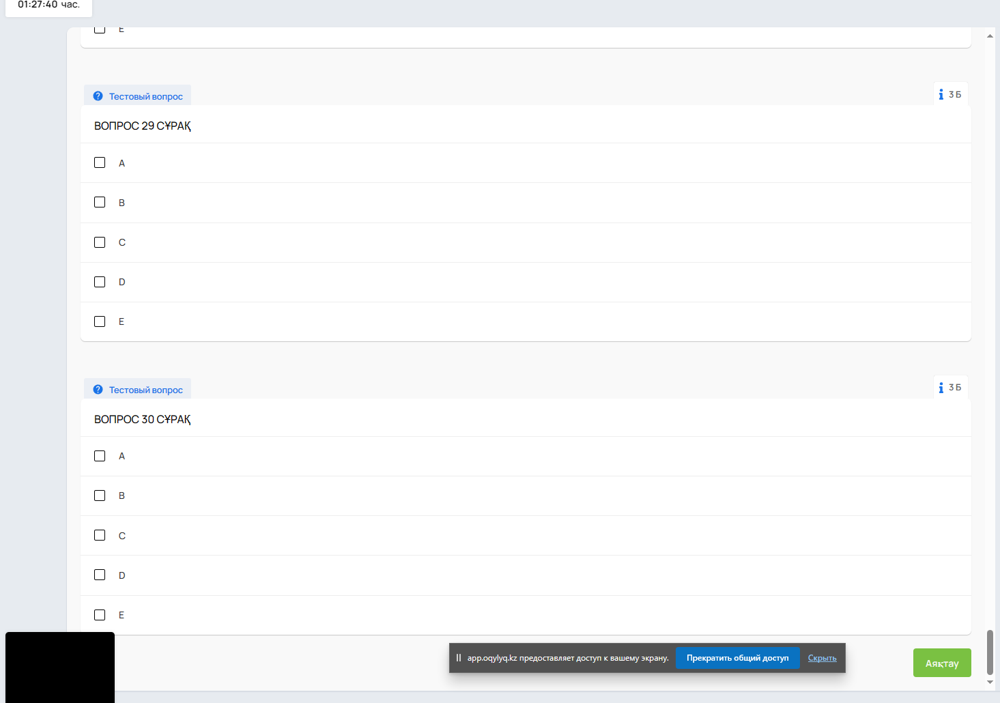 01:27:40 час.
E
Тестовый вопрос
3 Б
ВОПРОС 29 СҰРАҚ
A
B
C
D
E
Тестовый вопрос
3 Б
ВОПРОС 30 СҰРАҚ
A
B
C
D
E
app.oqylyq.kz предоставляет доступ к вашему экрану. Прекратить общий доступ Скрыть
Аяқтау